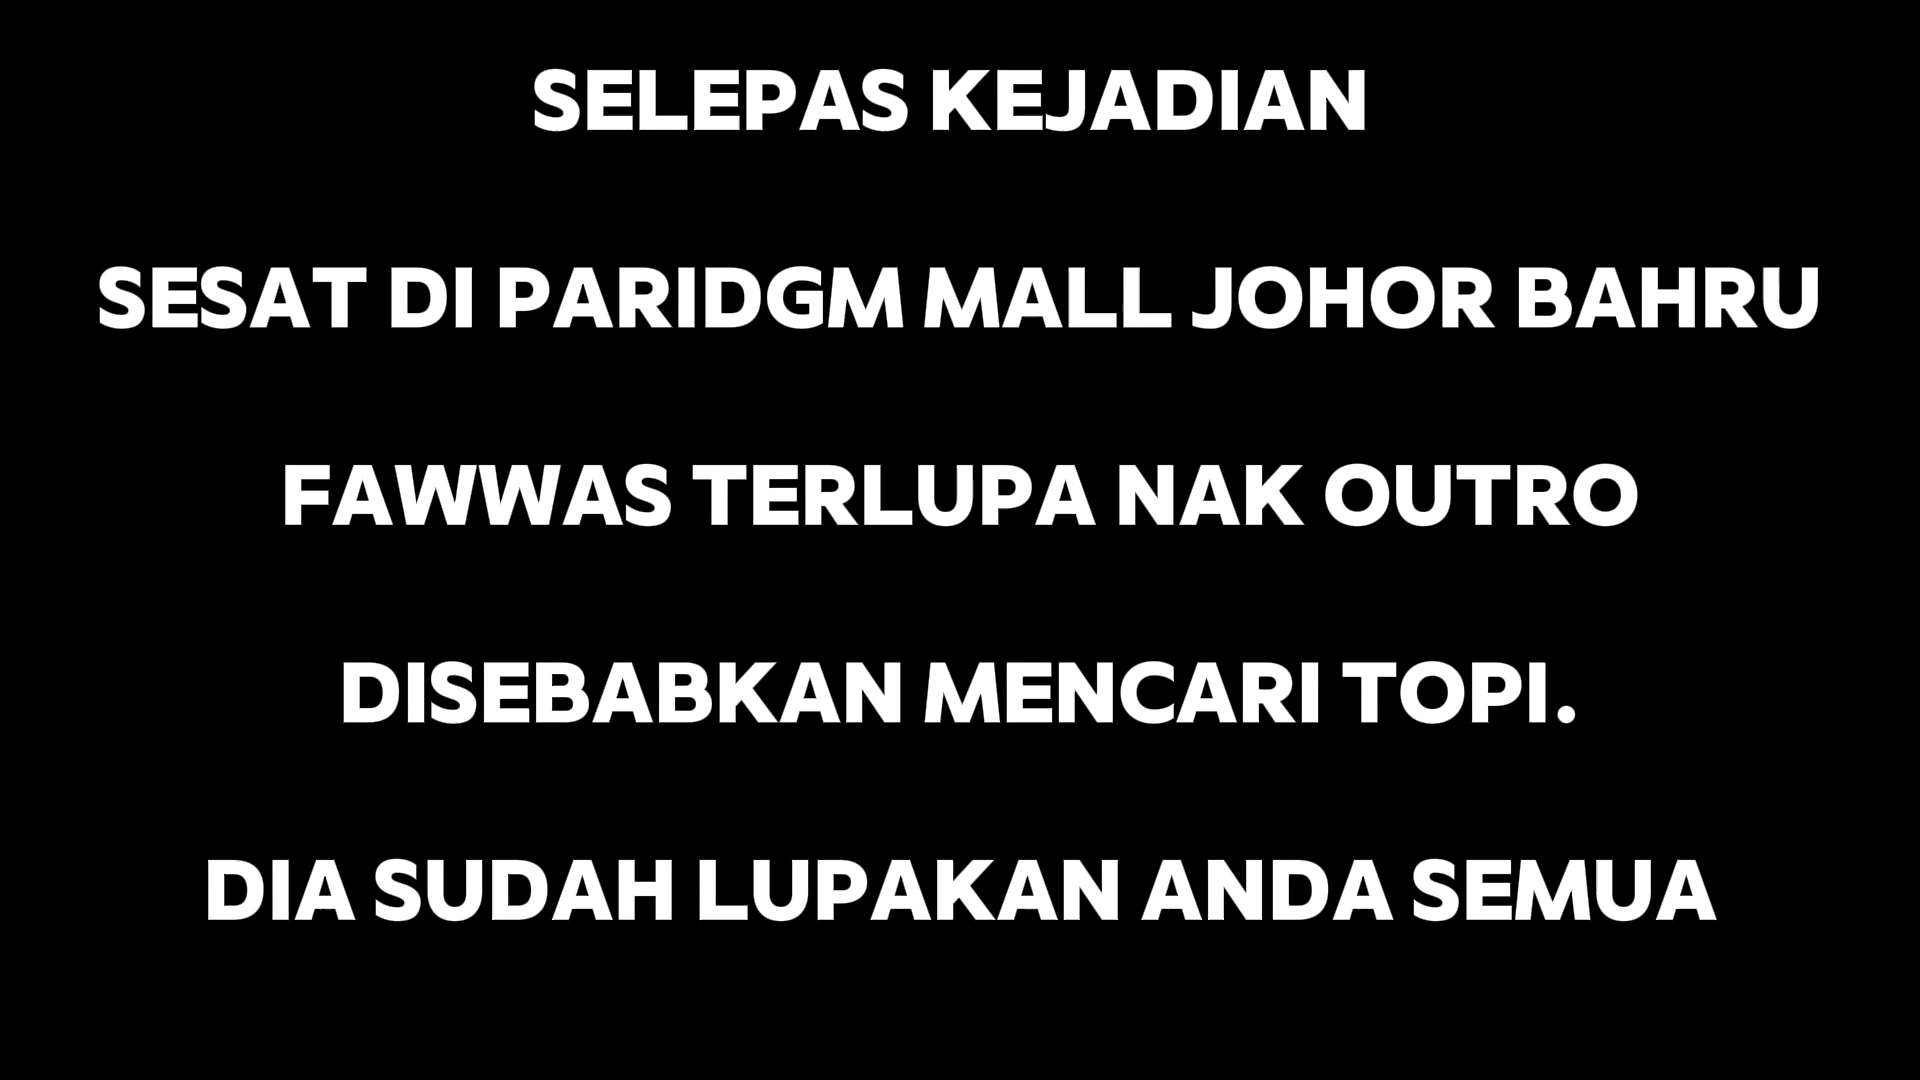 SELEPAS KEJADIAN
SESAT DI PARIDGM MALL JOHOR BAHRU
FAWWAS TERLUPA NAK OUTRO
DISEBABKAN MENCARI TOPI.
DIA SUDAH LUPAKAN ANDA SEMUA